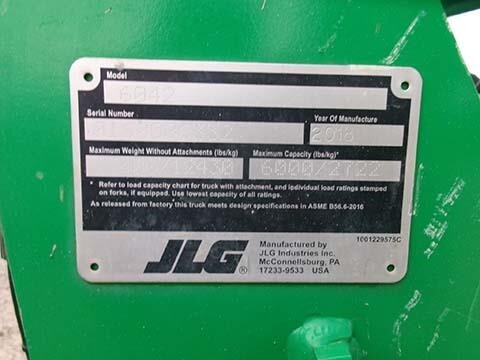 Model
6042
Serial Number
Year Of Manufacture
2018
Maximum Weight Without Attachments (lbs/kg)
Maximum Capacity (lbs/kg)*
6000/2722
* Refer to load capacity chart for truck with attachment, and individual load ratings stamped
on forks, if equipped. Use lowest capacity of all ratings.
As released from factory this truck meets design specifications in ASME B56.6-2016
JLG®
Manufactured by
JLG Industries Inc.
McConnellsburg, PA
17233-9533 USA
1001229575C